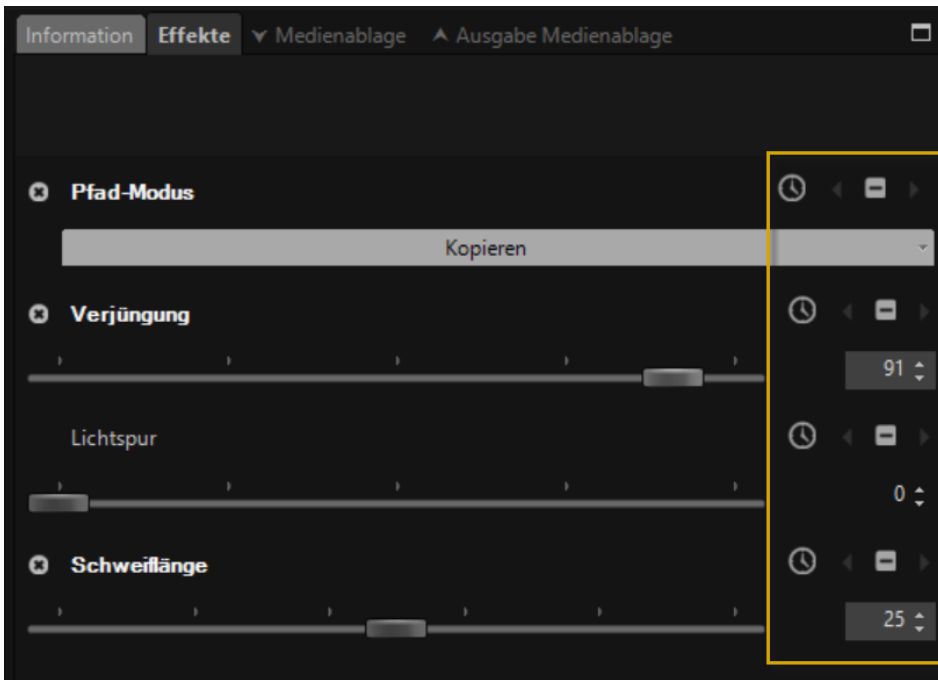 Information Effekte Medienablage Ausgabe Medienablage
Pfad-Modus
Kopieren
Verjüngung
91
Lichtspur
0
Schweiflänge
25